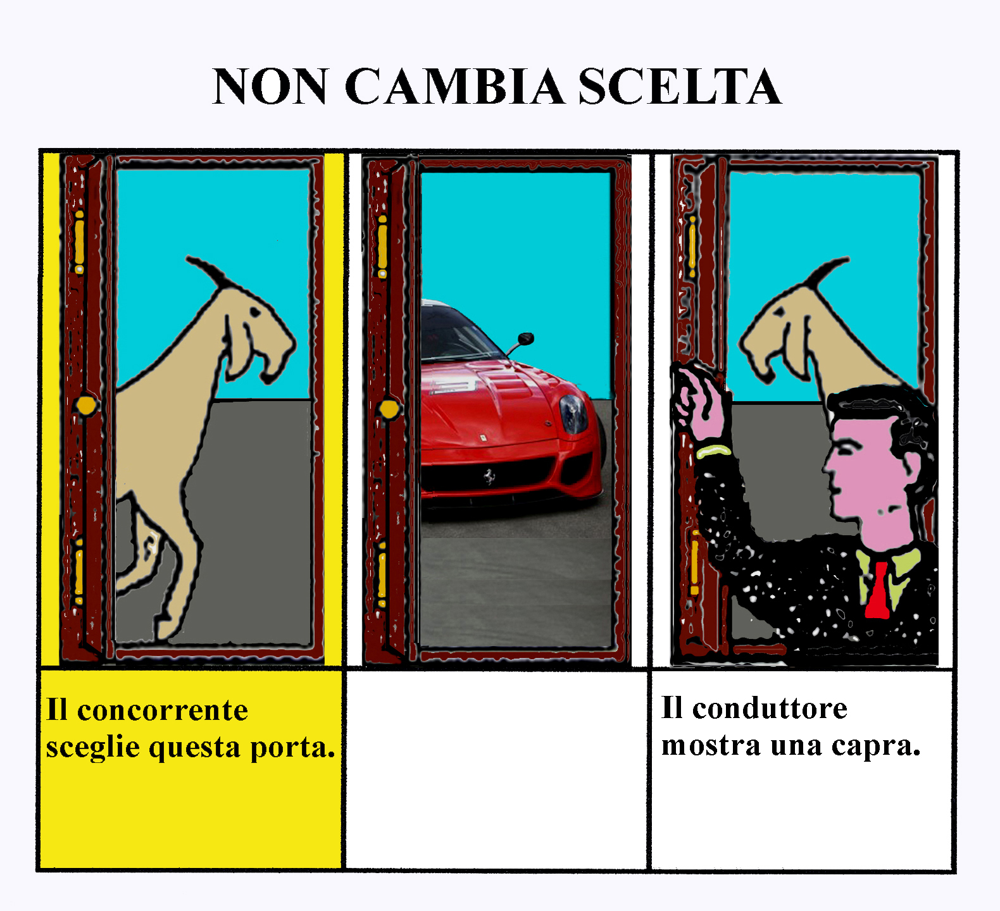 NON CAMBIA SCELTA
Il concorrente
sceglie questa porta.
Il conduttore
mostra una capra.